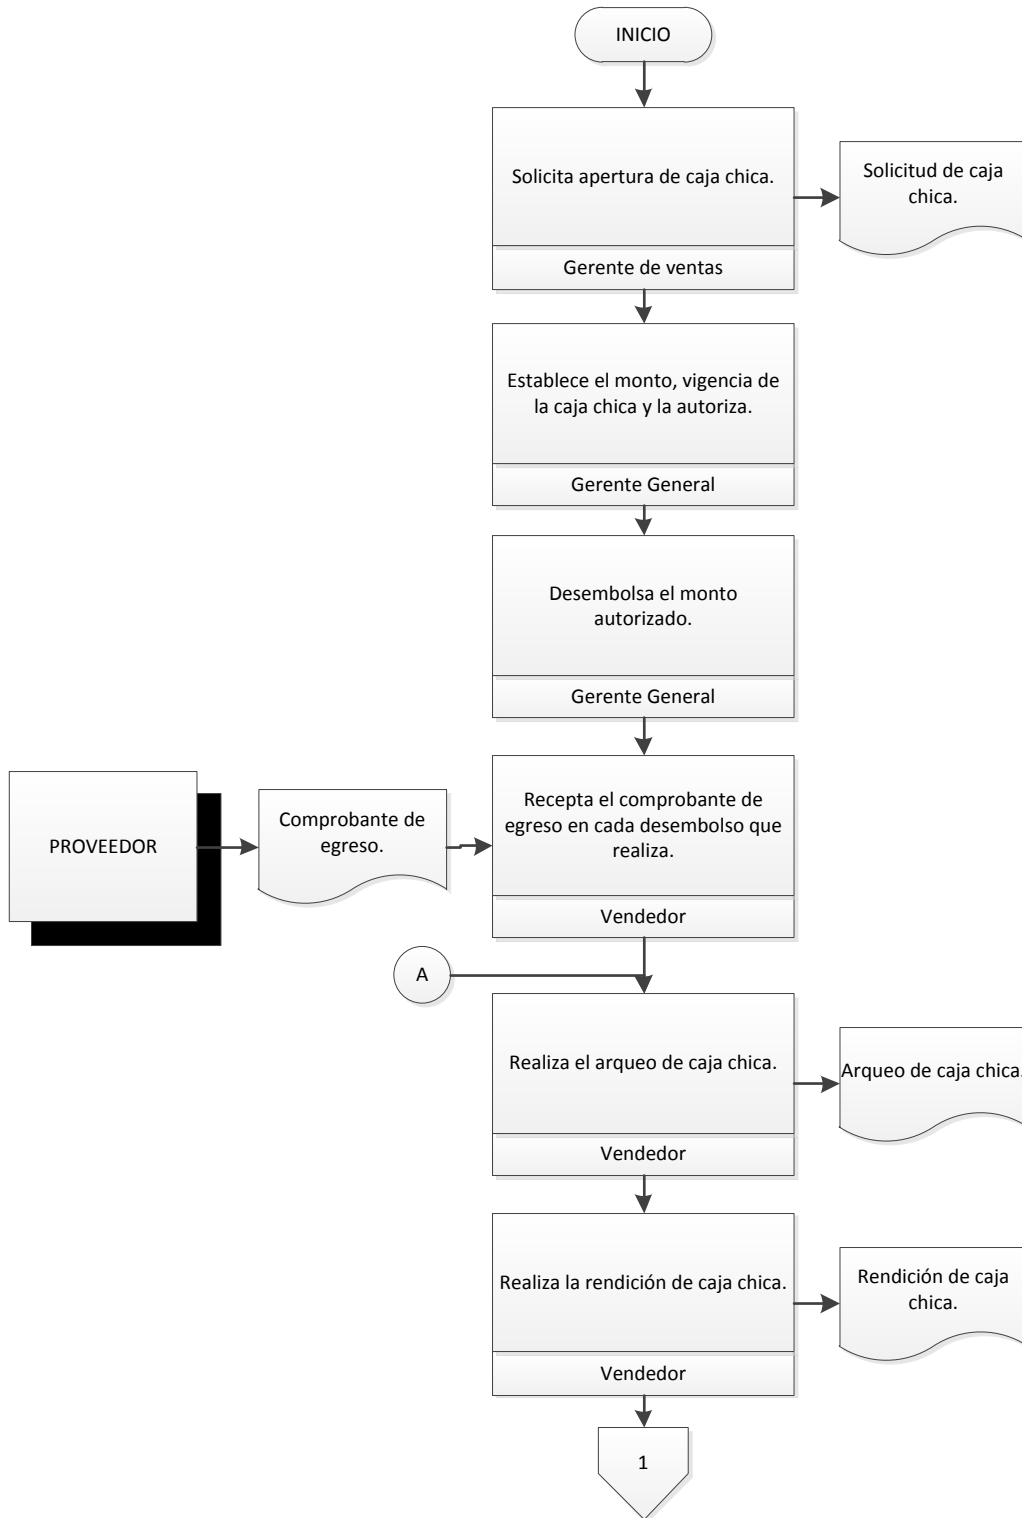 INICIO
Solicita apertura de caja chica.
Gerente de ventas
Solicitud de caja
chica.
Establece el monto, vigencia de
la caja chica y la autoriza.
Gerente General
Desembolsa el monto
autorizado.
Gerente General
PROVEEDOR
Comprobante de
egreso.
Recepta el comprobante de
egreso en cada desembolso que
realiza.
Vendedor
A
Realiza el arqueo de caja chica.
Vendedor
Arqueo de caja chica.
Realiza la rendición de caja chica.
Vendedor
Rendición de caja
chica.
1